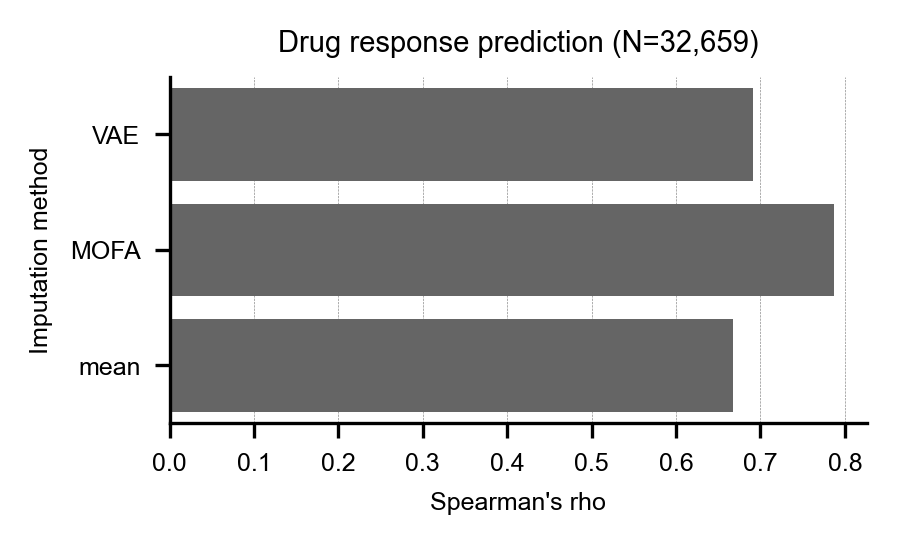 Drug response prediction (N=32,659)
Imputation method
VAE
MOFA
mean
0.0 0.1 0.2 0.3 0.4 0.5 0.6 0.7 0.8
Spearman's rho